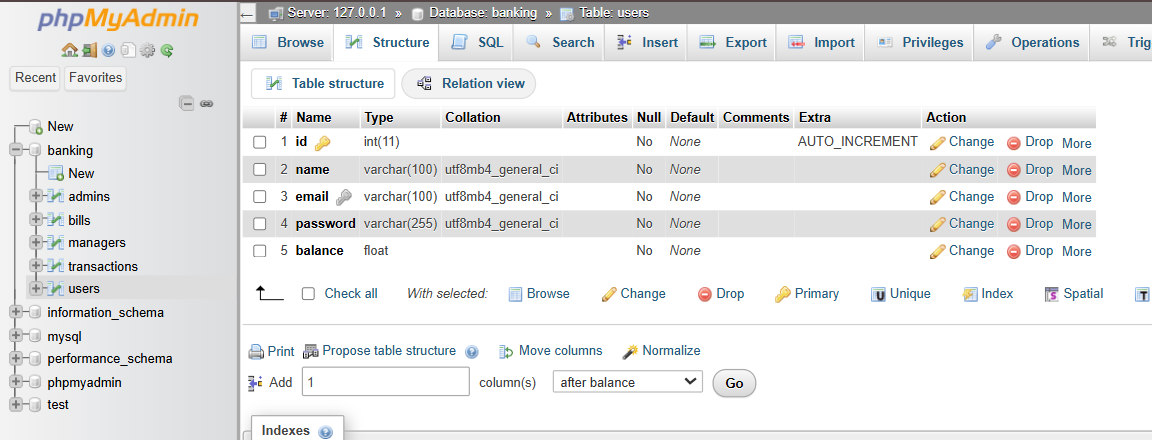 phpMyAdmin
Recent Favorites
New
banking
New
admins
bills
managers
transactions
users
information_schema
mysql
performance_schema
phpmyadmin
test
Server: 127.0.0.1 » Database: banking » Table: users
Browse Structure SQL Search Insert Export Import Privileges Operations Trig
Table structure Relation view
# Name Type Collation Attributes Null Default Comments Extra Action
1 id int(11) No None AUTO_INCREMENT Change Drop More
2 name varchar(100) utf8mb4_general_ci No None Change Drop More
3 email varchar(100) utf8mb4_general_ci No None Change Drop More
4 password varchar(255) utf8mb4_general_ci No None Change Drop More
5 balance float No None Change Drop More
Check all With selected: Browse Change Drop Primary U Unique Index S Spatial T
Print Propose table structure Move columns Normalize
Add 1 column(s) after balance Go
Indexes